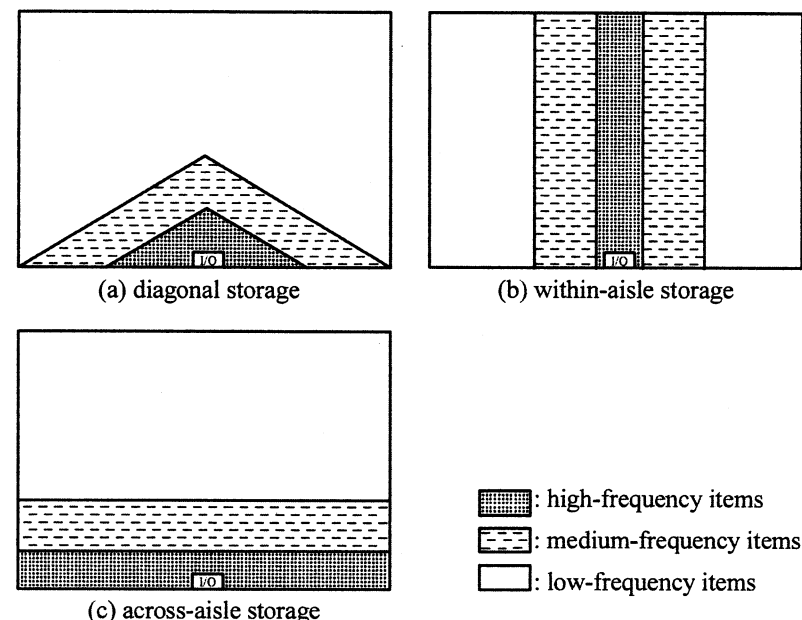 I/O
(a) diagonal storage
I/O
(b) within-aisle storage
I/O
(c) across-aisle storage
: high-frequency items
: medium-frequency items
: low-frequency items